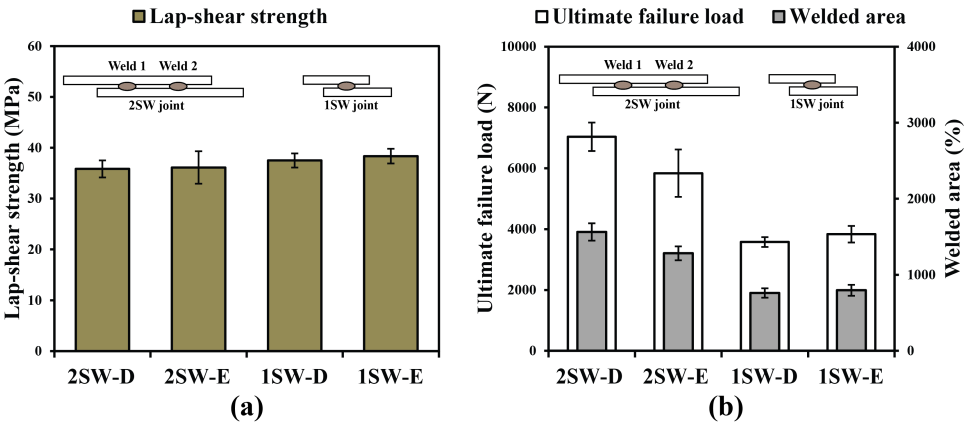 Lap-shear strength
60
50
40
30
20
10
0
Lap-shear strength (MPa)
Weld 1 Weld 2
2SW joint
1SW joint
2SW-D 2SW-E 1SW-D 1SW-E
(a)
Ultimate failure load Welded area
10000
8000
6000
4000
2000
0
Ultimate failure load (N)
Weld 1 Weld 2
2SW joint
1SW joint
4000
3000
2000
1000
0
Welded area (%)
2SW-D 2SW-E 1SW-D 1SW-E
(b)